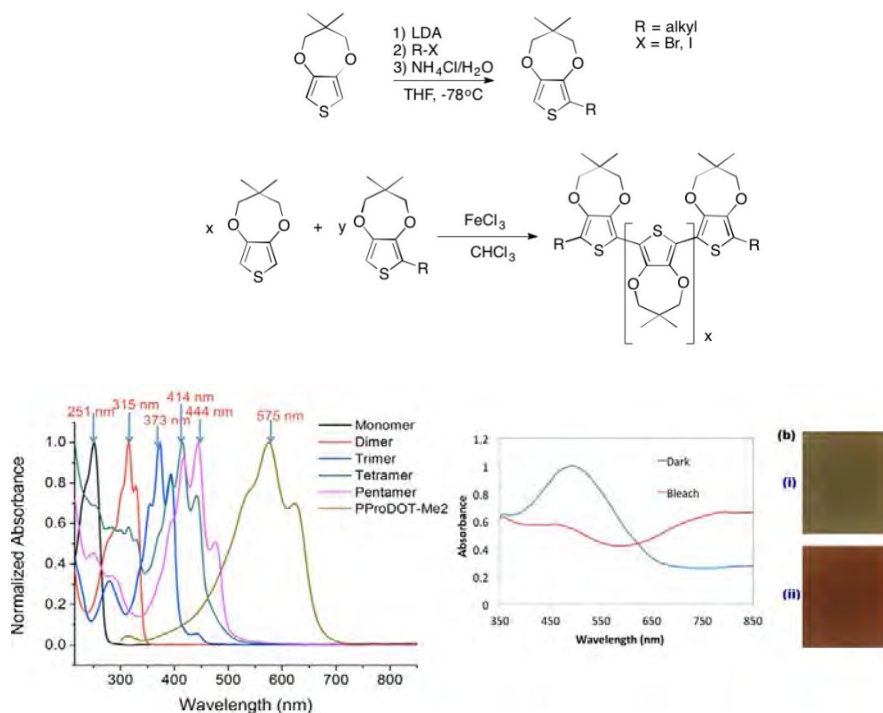 1) LDA
2) R-X
3) NH4Cl/H2O
THF, -78oC
R = alkyl
X = Br, I
O
O
S
O
O
S
R
x
O
O
S
+ y
O
O
S
R
FeCl3
CHCl3
O
O
S
R
S
O
O
O
O
S
R
x
251 nm
315 nm
373 nm
414 nm
444 nm
575 nm
Monomer
Dimer
Trimer
Tetramer
Pentamer
PProDOT-Me2
Normalized Absorbance
1.0
0.8
0.6
0.4
0.2
0.0
300 400 500 600 700 800
Wavelength (nm)
Absorbance
1.2
1
0.8
0.6
0.4
0.2
0
Dark
Bleach
350 450 550 650 750 850
Wavelength (nm)
(b)
(i)
(ii)